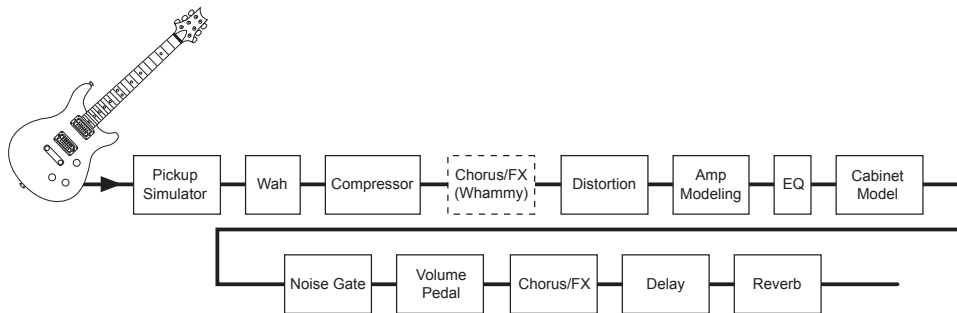 Pickup
Simulator
Wah
Compressor
Chorus/FX
(Whammy)
Distortion
Amp
Modeling
EQ
Cabinet
Model
Noise Gate
Volume
Pedal
Chorus/FX
Delay
Reverb